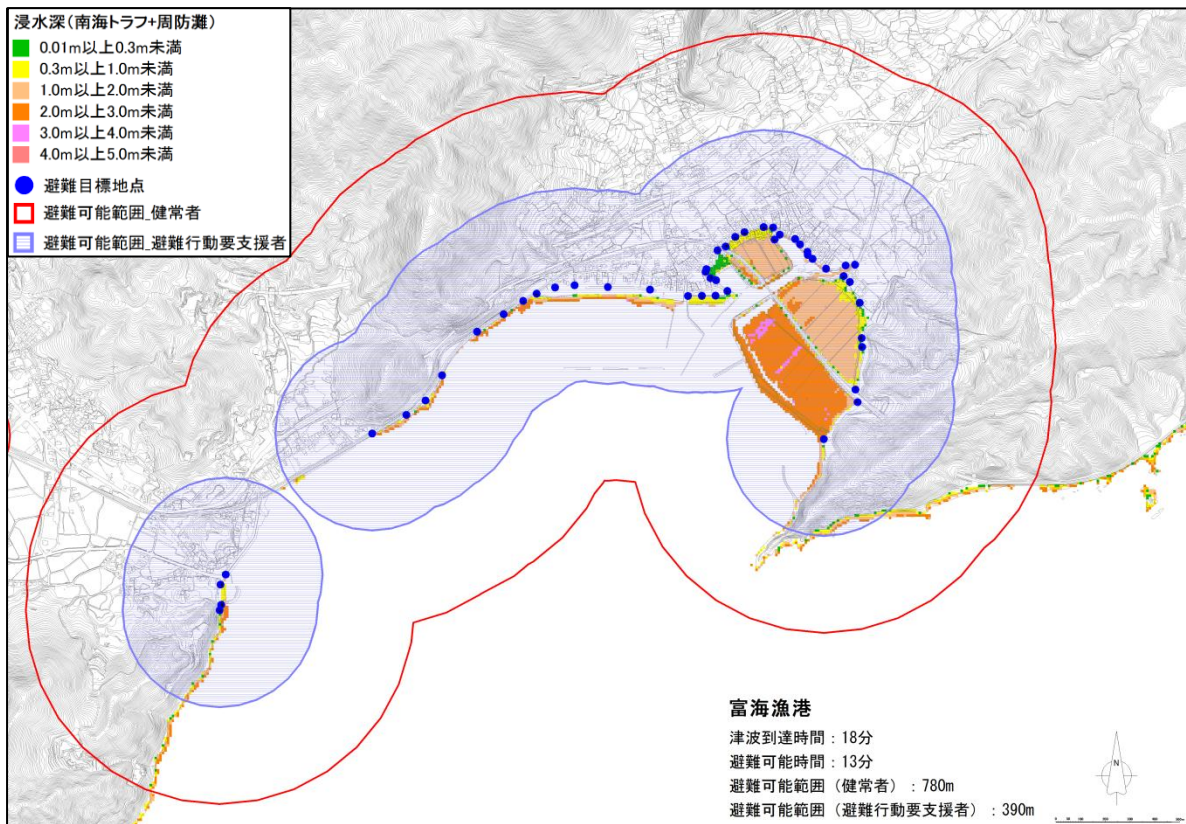 浸水深(南海トラフ+周防灘)
0.01m以上0.3m未満
0.3m以上1.0m未満
1.0m以上2.0m未満
2.0m以上3.0m未満
3.0m以上4.0m未満
4.0m以上5.0m未満
避難目標地点
避難可能範囲_健常者
避難可能範囲_避難行動要支援者
富海漁港
津波到達時間：18分
避難可能時間：13分
避難可能範囲（健常者）：780m
避難可能範囲（避難行動要支援者）：390m
N